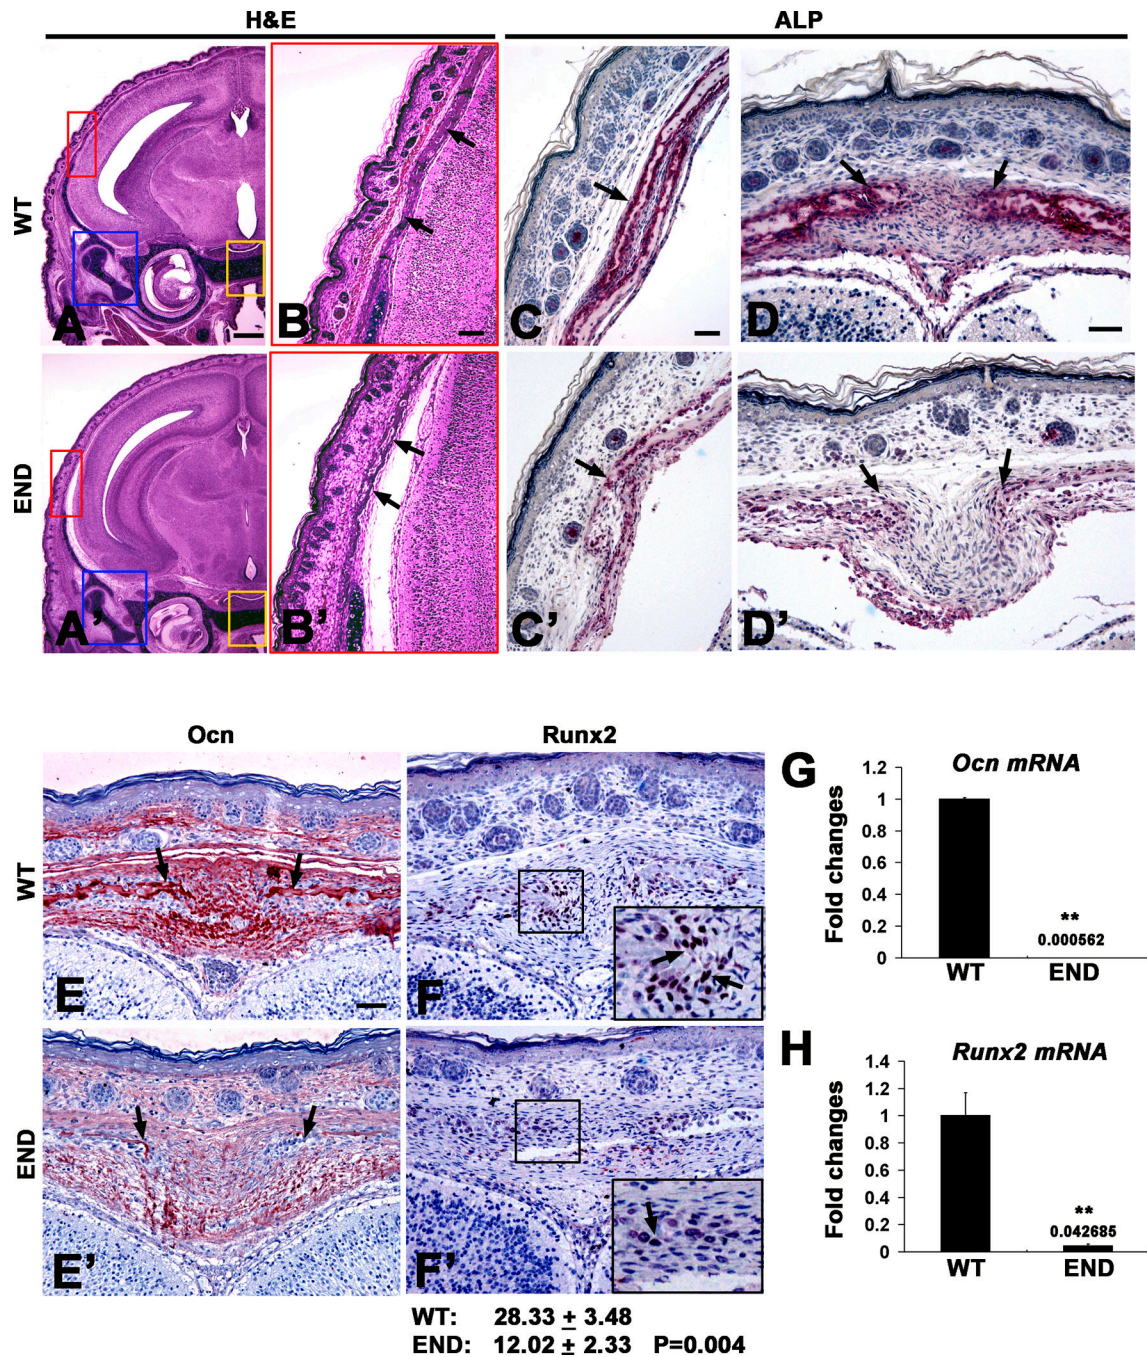 H&E
ALP
WT
A
B
C
D
END
A'
B'
C'
D'
Ocn
Runx2
WT
E
F
END
E'
F'
WT: 28.33 ± 3.48
END: 12.02 ± 2.33 P=0.004
G
Ocn mRNA
Fold changes
1.2
1
0.8
0.6
0.4
0.2
0
**
0.000562
WT
END
H
Runx2 mRNA
Fold changes
1.4
1.2
1
0.8
0.6
0.4
0.2
0
**
0.042685
WT
END